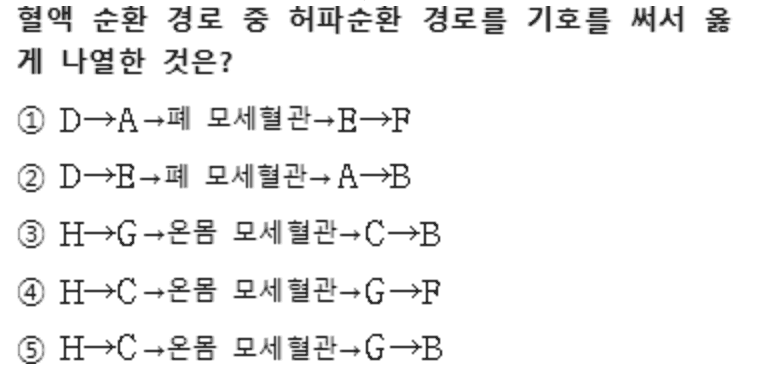 혈액 순환 경로 중 허파순환 경로를 기호를 써서 옳
게 나열한 것은?
① D→A→폐 모세혈관→E→F
② D→E→폐 모세혈관→A→B
③ H→G→온몸 모세혈관→C→B
④ H→C→온몸 모세혈관→G→F
⑤ H→C→온몸 모세혈관→G→B